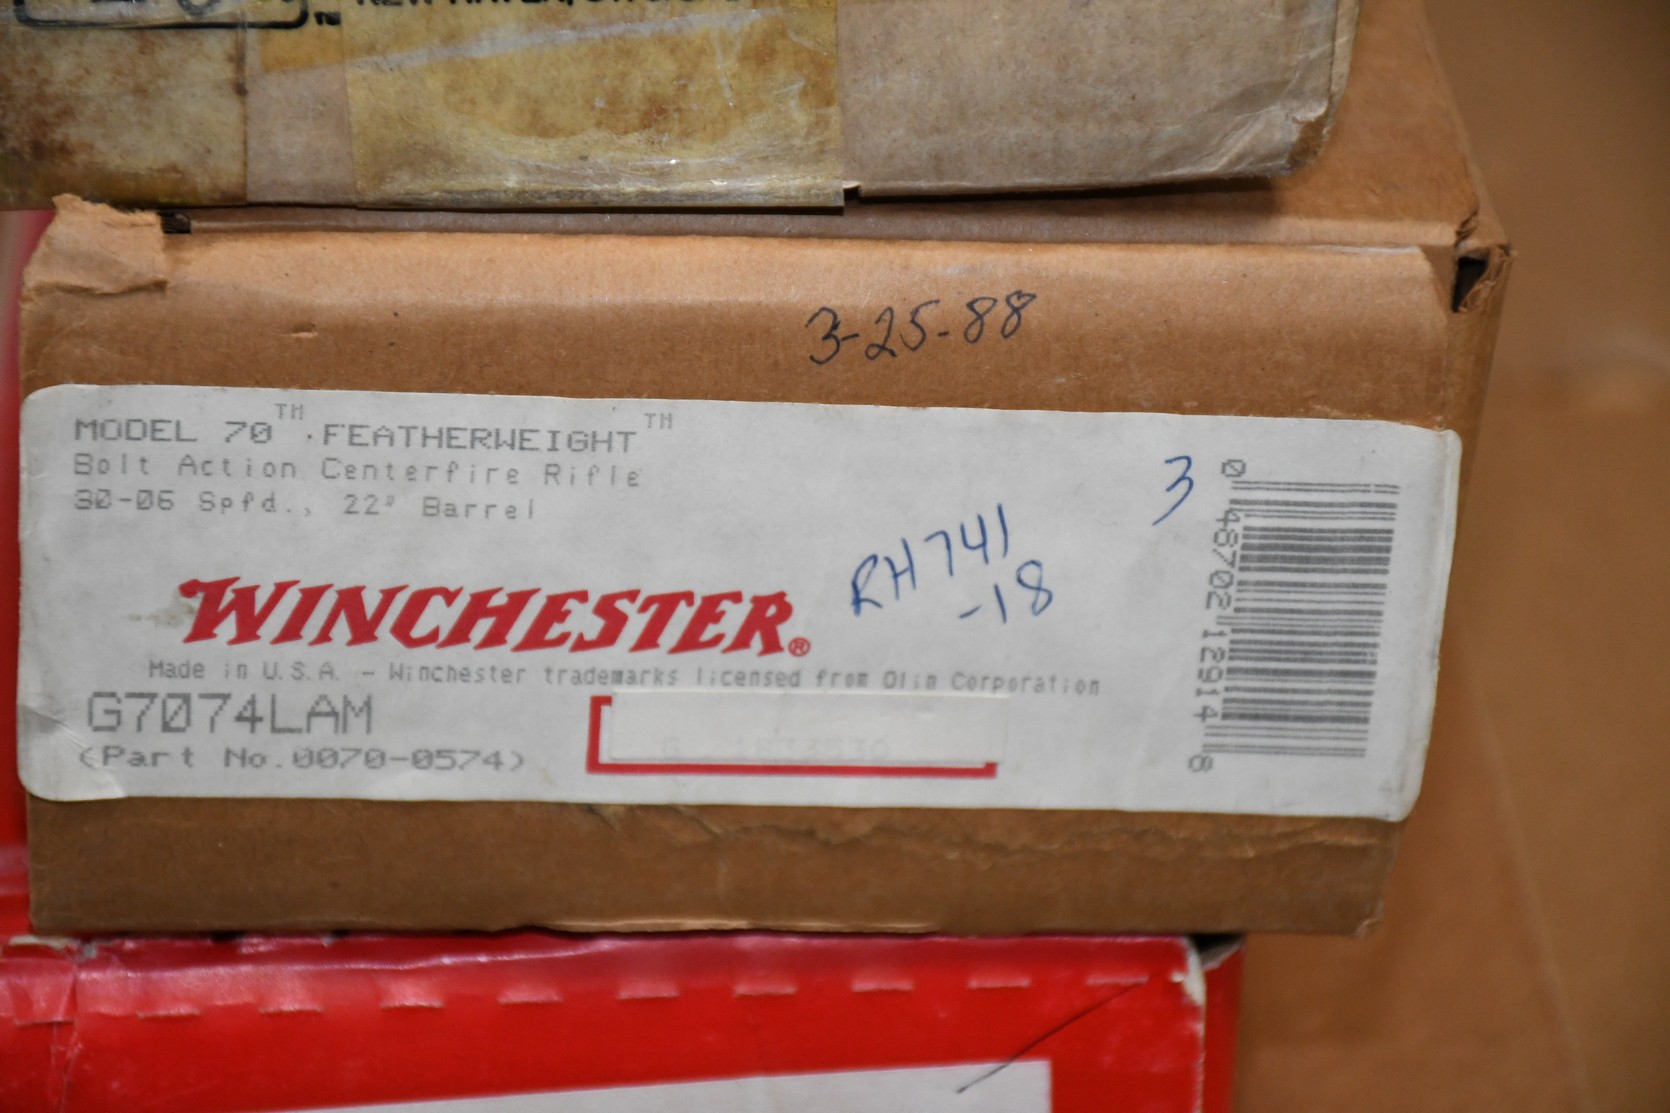 3-25-88
MODEL 70™ FEATHERWEIGHT™
Bolt Action Centerfire Rifle
30-06 Spfd., 22" Barrel
3
RH741
-18
WINCHESTER®
Made in U.S.A. - Winchester trademarks licensed from Olin Corporation
G7074LAM
(Part No. 0070-0574)
0 48702 12914 8